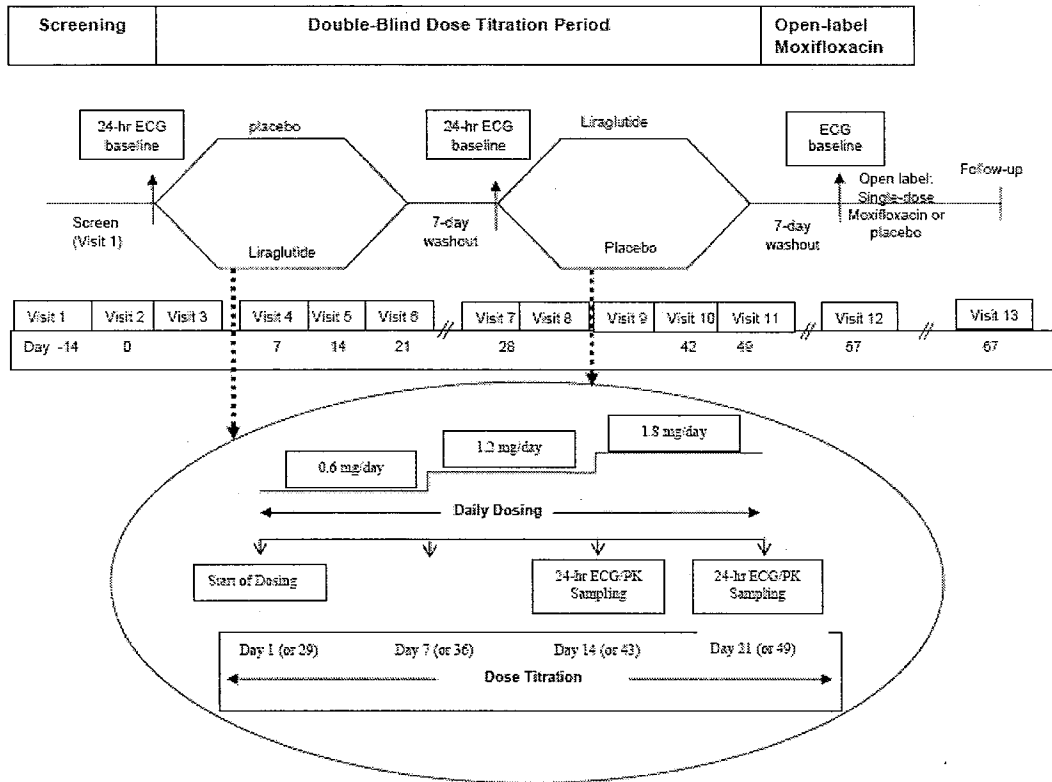 Screening
Double-Blind Dose Titration Period
Open-label
Moxifloxacin
24-hr ECG
baseline
placebo
24-hr ECG
baseline
Liraglutide
ECG
baseline
Follow-up
Screen
(Visit 1)
Liraglutide
7-day
washout
Placebo
7-day
washout
Open label:
Single-dose
Moxifloxacin or
placebo
Visit 1 Visit 2 Visit 3 Visit 4 Visit 5 Visit 6 // Visit 7 Visit 8 Visit 9 Visit 10 Visit 11 // Visit 12 // Visit 13
Day -14 0 7 14 21 28 42 49 57 67
1.8 mg/day
1.2 mg/day
0.6 mg/day
Daily Dosing
Start of Dosing
24-hr ECG/PK
Sampling
24-hr ECG/PK
Sampling
Day 1 (or 29) Day 7 (or 36) Day 14 (or 43) Day 21 (or 49)
Dose Titration